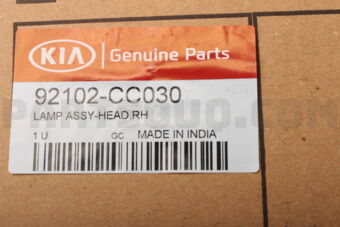 KIA Genuine Parts
92102-CC030
LAMP ASSY-HEAD,RH
1 U GC MADE IN INDIA